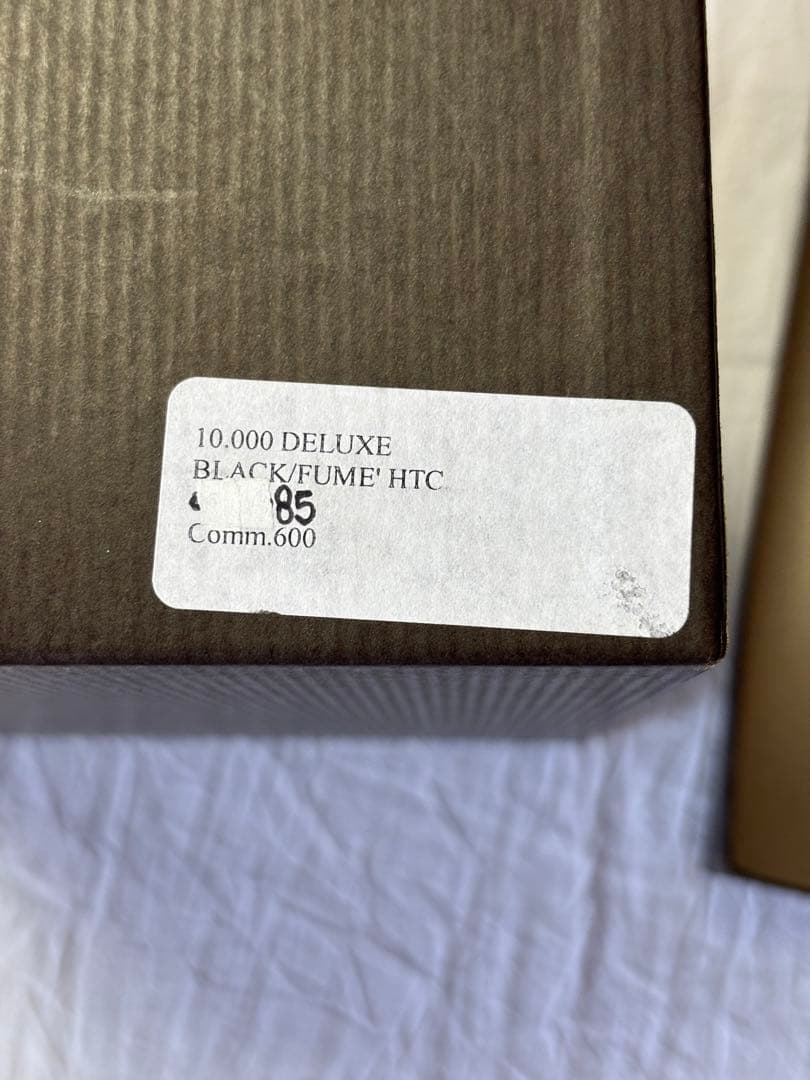 10.000 DELUXE
BLACK/FUME' HTC
85
Comm.600